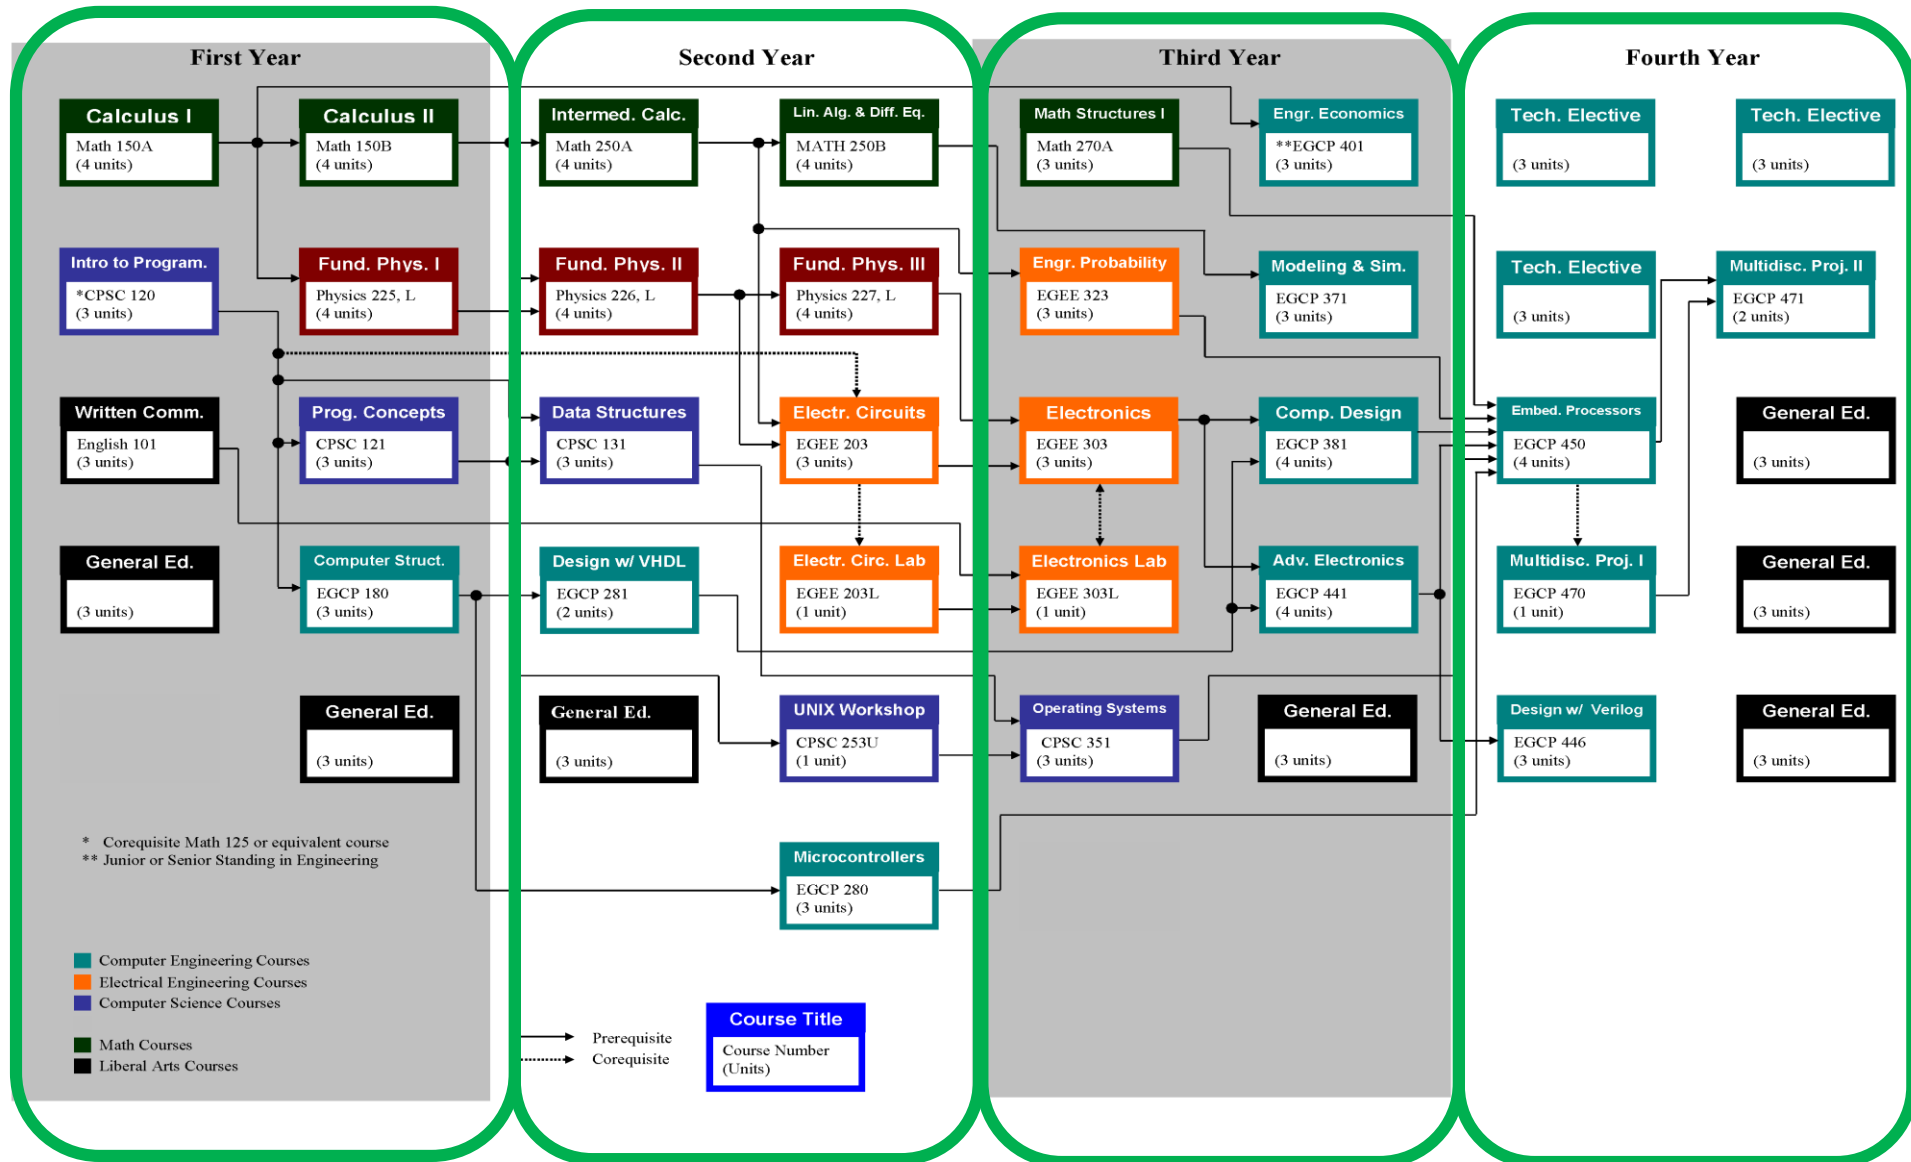 First Year
Second Year
Third Year
Fourth Year
Calculus I
Math 150A
(4 units)
Calculus II
Math 150B
(4 units)
Intermed. Calc.
Math 250A
(4 units)
Lin. Alg. & Diff. Eq.
MATH 250B
(4 units)
Math Structures I
Math 270A
(3 units)
Engr. Economics
**EGCP 401
(3 units)
Tech. Elective
(3 units)
Tech. Elective
(3 units)
Intro to Program.
*CPSC 120
(3 units)
Fund. Phys. I
Physics 225, L
(4 units)
Fund. Phys. II
Physics 226, L
(4 units)
Fund. Phys. III
Physics 227, L
(4 units)
Engr. Probability
EGEE 323
(3 units)
Modeling & Sim.
EGCP 371
(3 units)
Tech. Elective
(3 units)
Multidisc. Proj. II
EGCP 471
(2 units)
Written Comm.
English 101
(3 units)
Prog. Concepts
CPSC 121
(3 units)
Data Structures
CPSC 131
(3 units)
Electr. Circuits
EGEE 203
(3 units)
Electronics
EGEE 303
(3 units)
Comp. Design
EGCP 381
(4 units)
Embed. Processors
EGCP 450
(4 units)
General Ed.
(3 units)
General Ed.
(3 units)
Computer Struct.
EGCP 180
(3 units)
Design w/ VHDL
EGCP 281
(2 units)
Electr. Circ. Lab
EGEE 203L
(1 unit)
Electronics Lab
EGEE 303L
(1 unit)
Adv. Electronics
EGCP 441
(4 units)
Multidisc. Proj. I
EGCP 470
(1 unit)
General Ed.
(3 units)
General Ed.
(3 units)
General Ed.
(3 units)
UNIX Workshop
CPSC 253U
(1 unit)
Operating Systems
CPSC 351
(3 units)
General Ed.
(3 units)
Design w/ Verilog
EGCP 446
(3 units)
General Ed.
(3 units)
* Corequisite Math 125 or equivalent course
** Junior or Senior Standing in Engineering
Microcontrollers
EGCP 280
(3 units)
Computer Engineering Courses
Electrical Engineering Courses
Computer Science Courses
Math Courses
Liberal Arts Courses
Prerequisite
Corequisite
Course Title
Course Number
(Units)